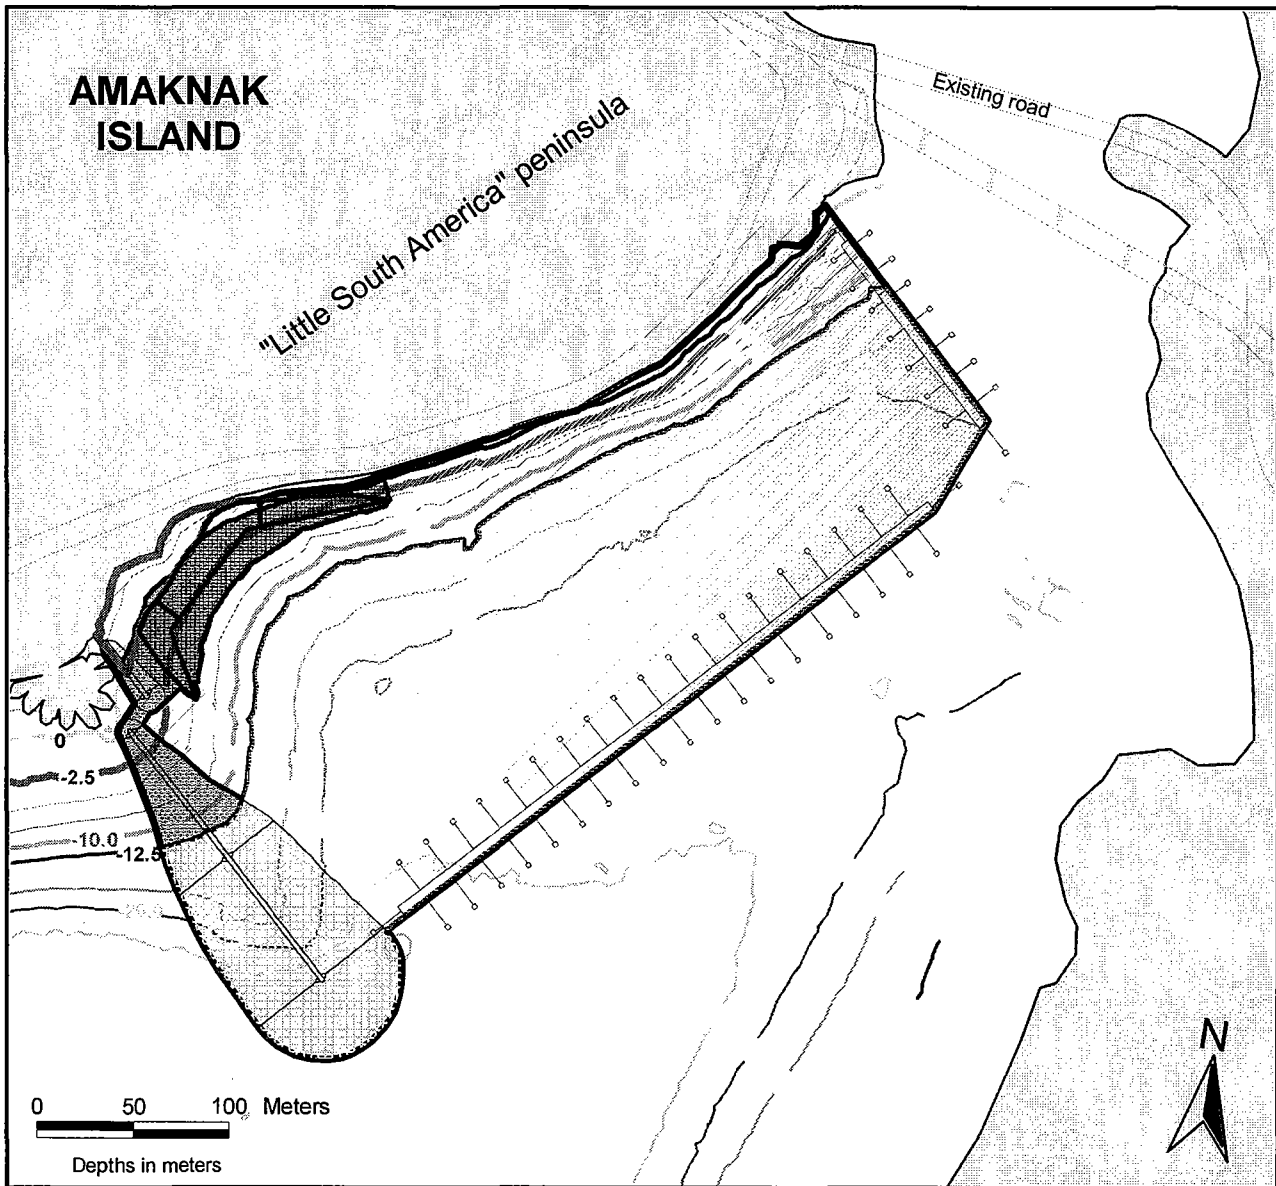 AMAKNAK
ISLAND
Existing road
"Little South America" peninsula
0
-2.5
-10.0
-12.5
N
0 50 100 Meters
Depths in meters